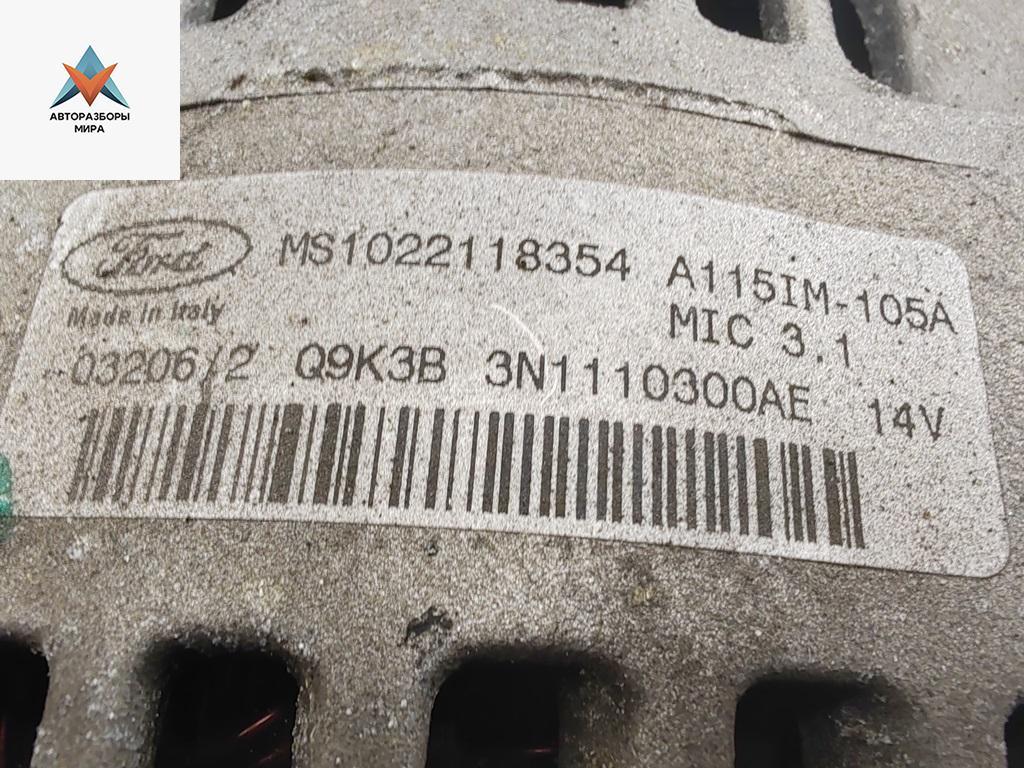 АВТОРАЗБОРЫ
МИРА
Ford MS1022118354 A115IM-105A
Made in Italy MIC 3.1
03206/2 Q9K3B 3N1110300AE 14V